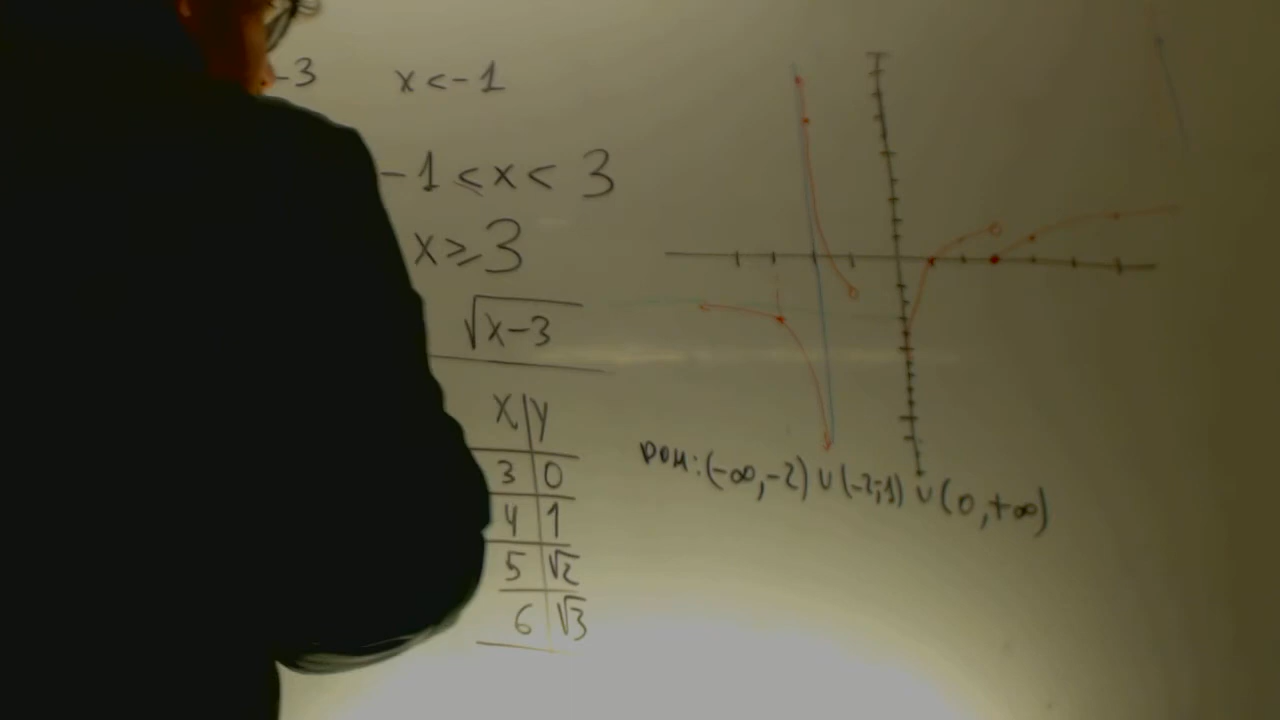 -3 x<-1
-1<x<3
x≥3
√x-3
x|y
3|0
4|1
5|√2
6|√3
DOM:(-∞,-2)∪(-2,-1)∪(0,+∞)